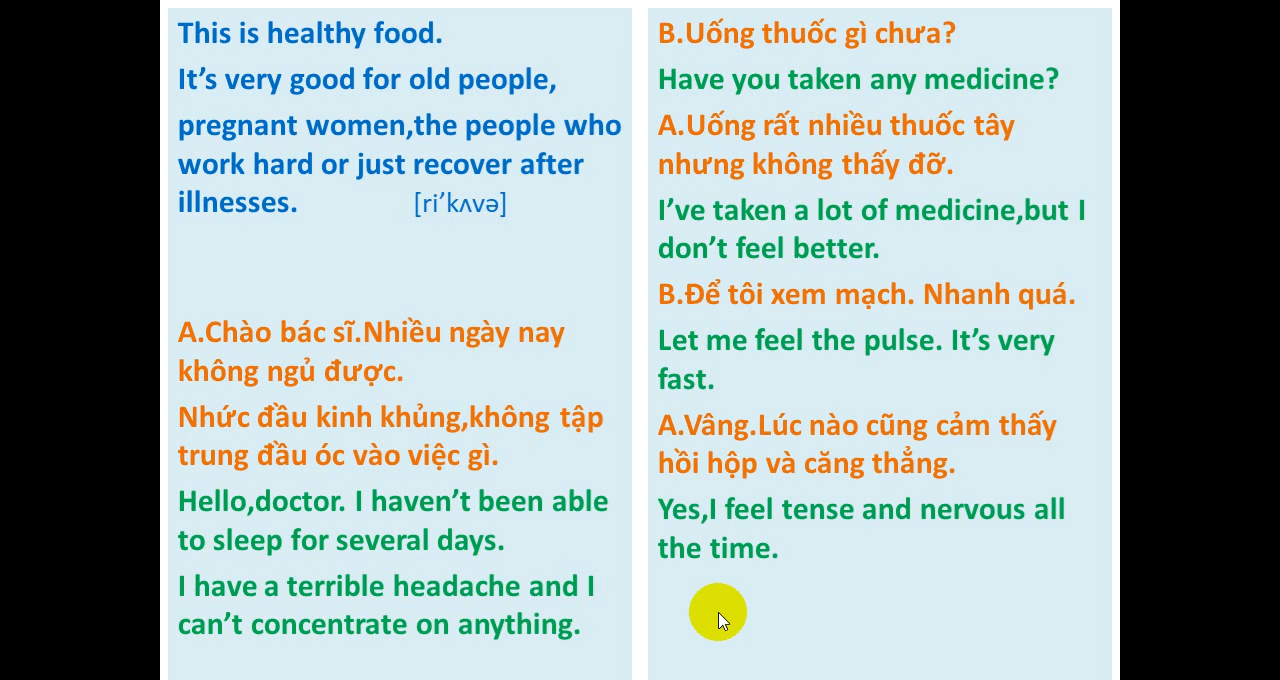 This is healthy food.
It’s very good for old people,
pregnant women,the people who
work hard or just recover after
illnesses. [ri’kʌvə]
A.Chào bác sĩ.Nhiều ngày nay
không ngủ được.
Nhức đầu kinh khủng,không tập
trung đầu óc vào việc gì.
Hello,doctor. I haven’t been able
to sleep for several days.
I have a terrible headache and I
can’t concentrate on anything.
B.Uống thuốc gì chưa?
Have you taken any medicine?
A.Uống rất nhiều thuốc tây
nhưng không thấy đỡ.
I’ve taken a lot of medicine,but I
don’t feel better.
B.Để tôi xem mạch. Nhanh quá.
Let me feel the pulse. It’s very
fast.
A.Vâng.Lúc nào cũng cảm thấy
hồi hộp và căng thẳng.
Yes,I feel tense and nervous all
the time.